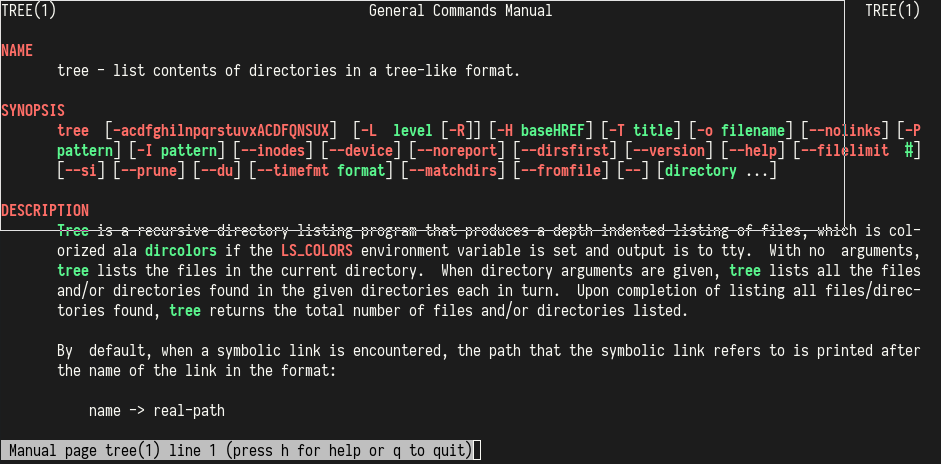 TREE(1) General Commands Manual TREE(1)
NAME
tree - list contents of directories in a tree-like format.
SYNOPSIS
tree [-acdfghilnpqrstuvxACDFQNSUX] [-L level [-R]] [-H baseHREF] [-T title] [-o filename] [--nolinks] [-P
pattern] [-I pattern] [--inodes] [--device] [--noreport] [--dirsfirst] [--version] [--help] [--filelimit #]
[--si] [--prune] [--du] [--timefmt format] [--matchdirs] [--fromfile] [--] [directory ...]
DESCRIPTION
Tree is a recursive directory listing program that produces a depth indented listing of files, which is col-
orized ala dircolors if the LS_COLORS environment variable is set and output is to tty. With no arguments,
tree lists the files in the current directory. When directory arguments are given, tree lists all the files
and/or directories found in the given directories each in turn. Upon completion of listing all files/direc-
tories found, tree returns the total number of files and/or directories listed.
By default, when a symbolic link is encountered, the path that the symbolic link refers to is printed after
the name of the link in the format:
name -> real-path
Manual page tree(1) line 1 (press h for help or q to quit)